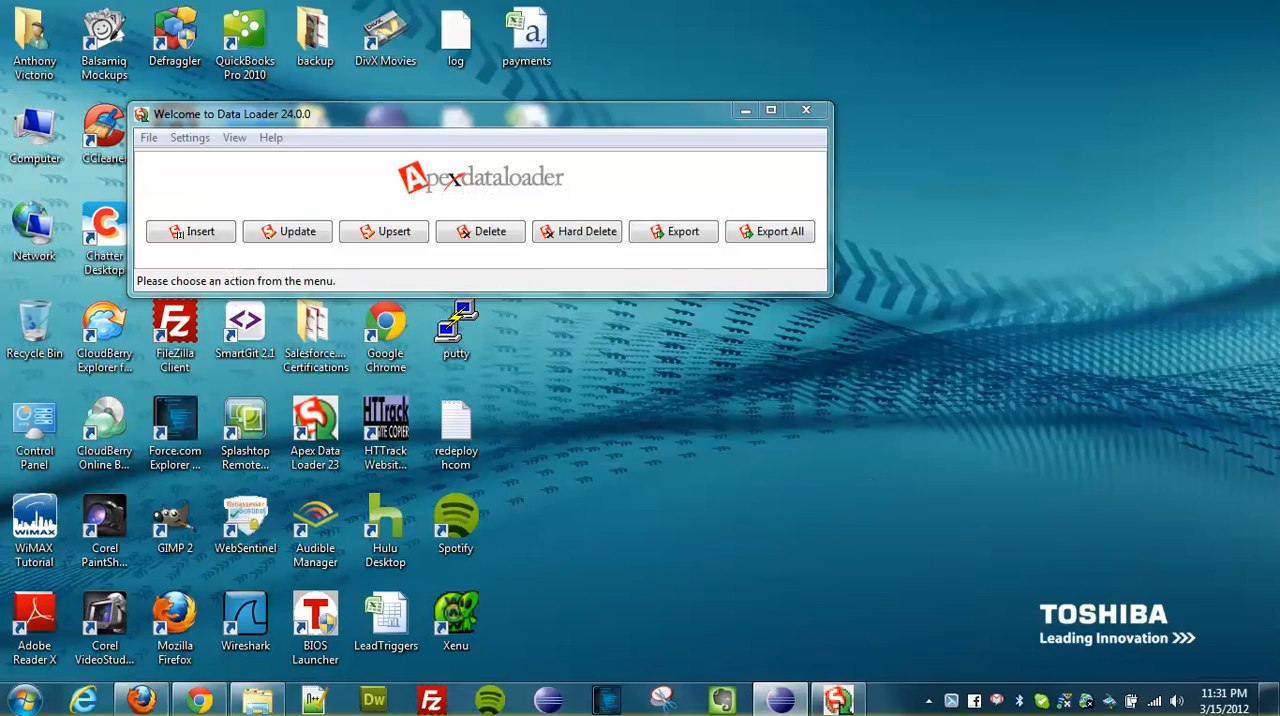 Anthony Victorio
Balsamiq Mockups
Defraggler
QuickBooks Pro 2010
backup
DivX Movies
log
a,
payments
Welcome to Data Loader 24.0.0
File Settings View Help
Apexdataloader
Insert Update Upsert Delete Hard Delete Export Export All
Please choose an action from the menu.
Computer
CCleaner
Network
Chatter Desktop
Recycle Bin
CloudBerry Explorer f...
FileZilla Client
SmartGit 2.1
Salesforce.... Certifications
Google Chrome
putty
Control Panel
CloudBerry Online B...
Force.com Explorer ...
Splashtop Remote...
Apex Data Loader 23
HTTrack Websit...
redeploy hcom
WiMAX Tutorial
Corel PaintSh...
GIMP 2
WebSentinel
Audible Manager
Hulu Desktop
Spotify
Adobe Reader X
Corel VideoStud...
Mozilla Firefox
Wireshark
BIOS Launcher
LeadTriggers
Xenu
TOSHIBA
Leading Innovation >>>
11:31 PM
3/15/2012